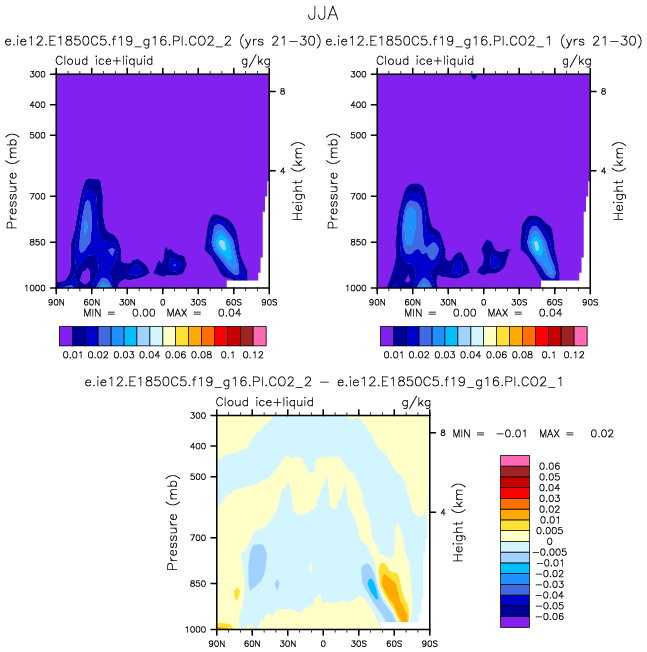 JJA
e.ie12.E1850C5.f19_g16.PI.CO2_2 (yrs 21-30) e.ie12.E1850C5.f19_g16.PI.CO2_1 (yrs 21-30)
Cloud ice+liquid g/kg Cloud ice+liquid g/kg
300 300
400 8 400 8
500 500
Pressure (mb) Height (km) Pressure (mb) Height (km)
4 4
700 700
850 850
1000 1000
90N 60N 30N 0 30S 60S 90S 90N 60N 30N 0 30S 60S 90S
MIN = 0.00 MAX = 0.04 MIN = 0.00 MAX = 0.04
0.01 0.02 0.03 0.04 0.06 0.08 0.1 0.12 0.01 0.02 0.03 0.04 0.06 0.08 0.1 0.12
e.ie12.E1850C5.f19_g16.PI.CO2_2 - e.ie12.E1850C5.f19_g16.PI.CO2_1
Cloud ice+liquid g/kg
300
8 MIN = -0.01 MAX = 0.02
400
500
Pressure (mb) Height (km)
4
700
850
1000
90N 60N 30N 0 30S 60S 90S
0.06
0.05
0.04
0.03
0.02
0.01
0.005
0
-0.005
-0.01
-0.02
-0.03
-0.04
-0.05
-0.06